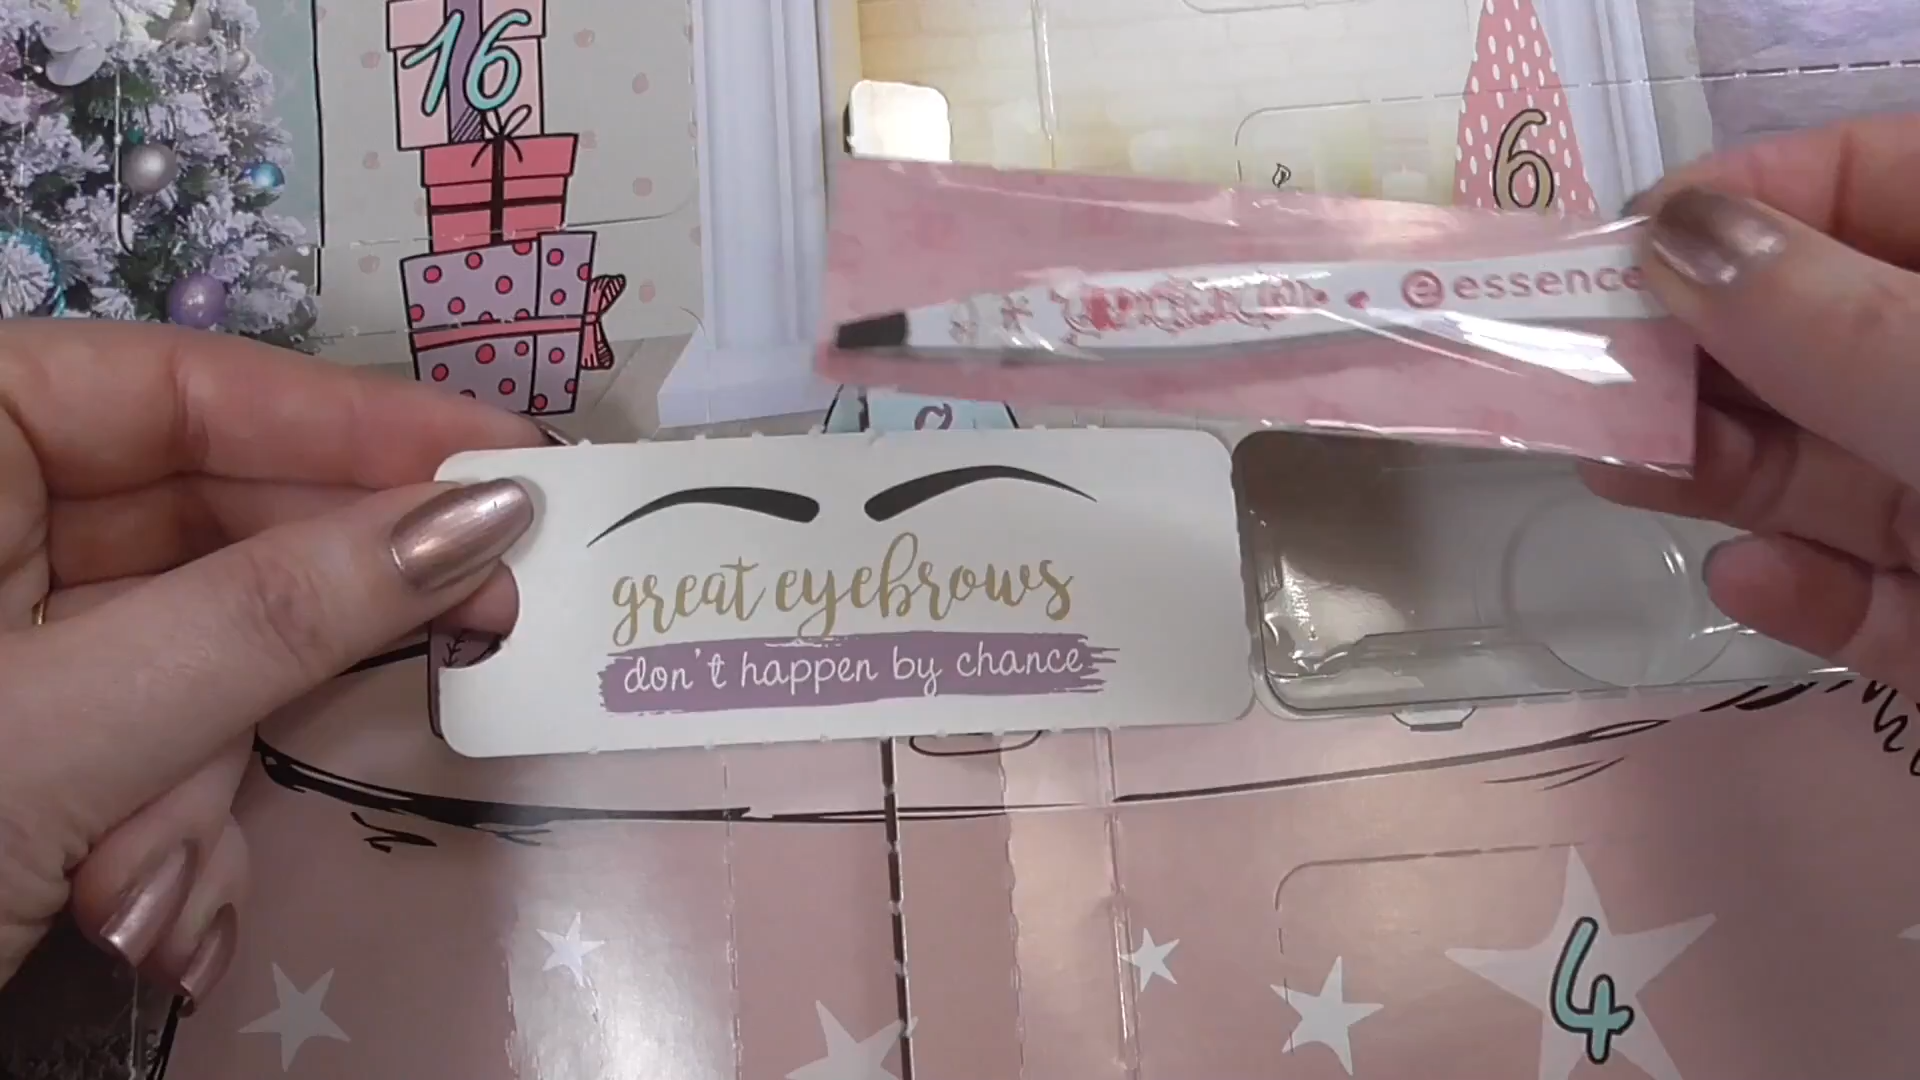 16
6
essence
great eyebrows
don't happen by chance
4